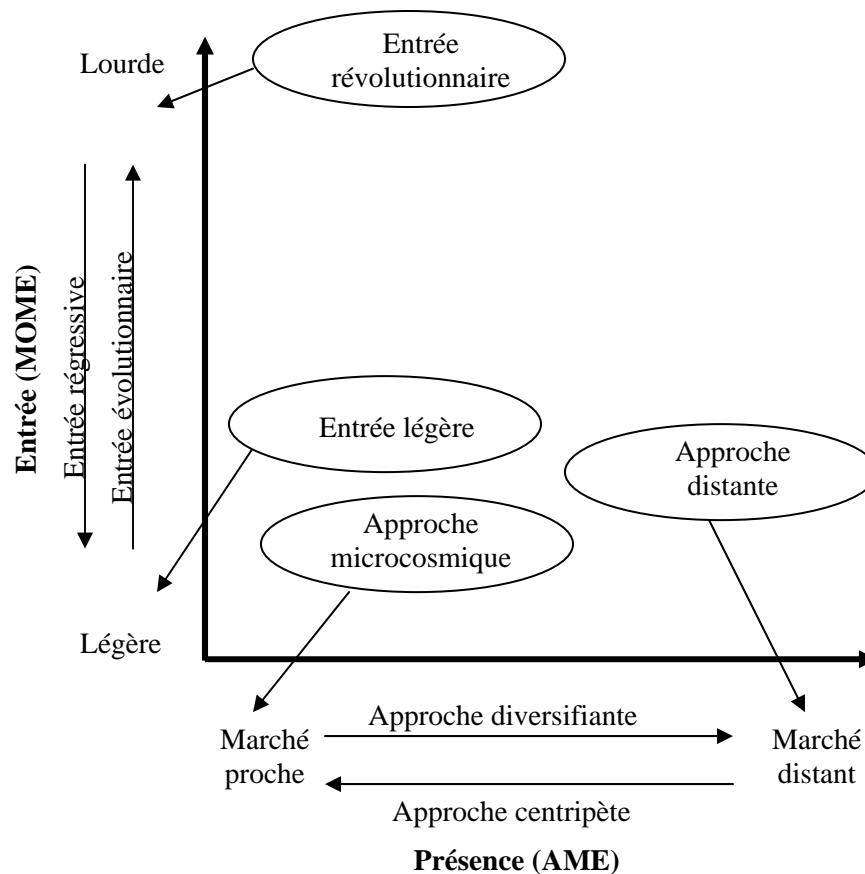 Entrée
révolutionnaire
Lourde
Entrée (MOME)
Entrée régressive
Entrée évolutionnaire
Entrée légère
Approche
distante
Approche
microcosmique
Légère
Approche diversifiante
Marché
proche
Marché
distant
Approche centripète
Présence (AME)